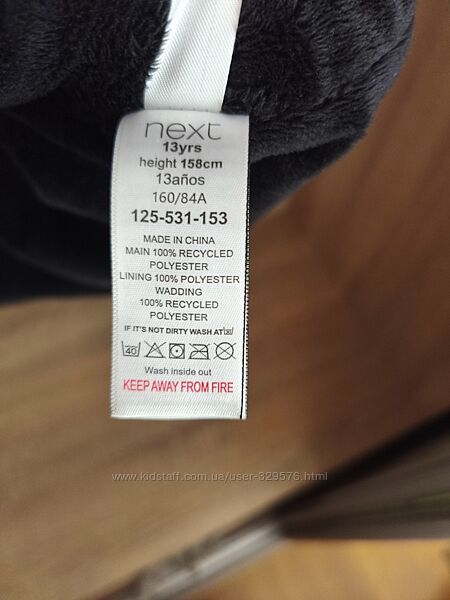 next
13yrs
height 158cm
13años
160/84A
125-531-153
MADE IN CHINA
MAIN 100% RECYCLED
POLYESTER
LINING 100% POLYESTER
WADDING
100% RECYCLED
POLYESTER
IF IT'S NOT DIRTY WASH AT
40
Wash inside out
KEEP AWAY FROM FIRE
www.kidstaff.com.ua/user-329576.html